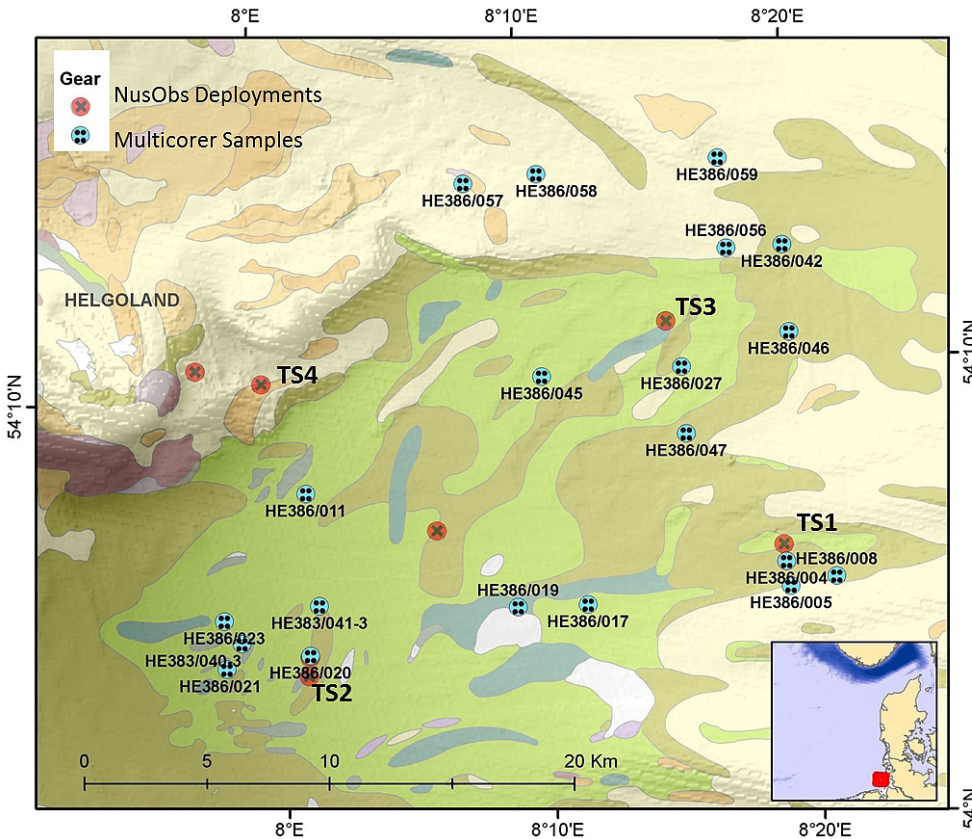 8°E
8°10'E
8°20'E
Gear
NusObs Deployments
Multicorer Samples
HE386/057
HE386/058
HE386/059
HE386/056
HE386/042
HELGOLAND
TS3
HE386/046
54°10'N
TS4
HE386/045
HE386/027
54°10'N
HE386/047
HE386/011
TS1
HE386/008
HE386/004
HE386/005
HE386/019
HE386/017
HE383/041-3
HE386/023
HE383/040-3
HE386/020
HE386/021
TS2
0 5 10 20 Km
54°N
8°E
8°10'E
8°20'E